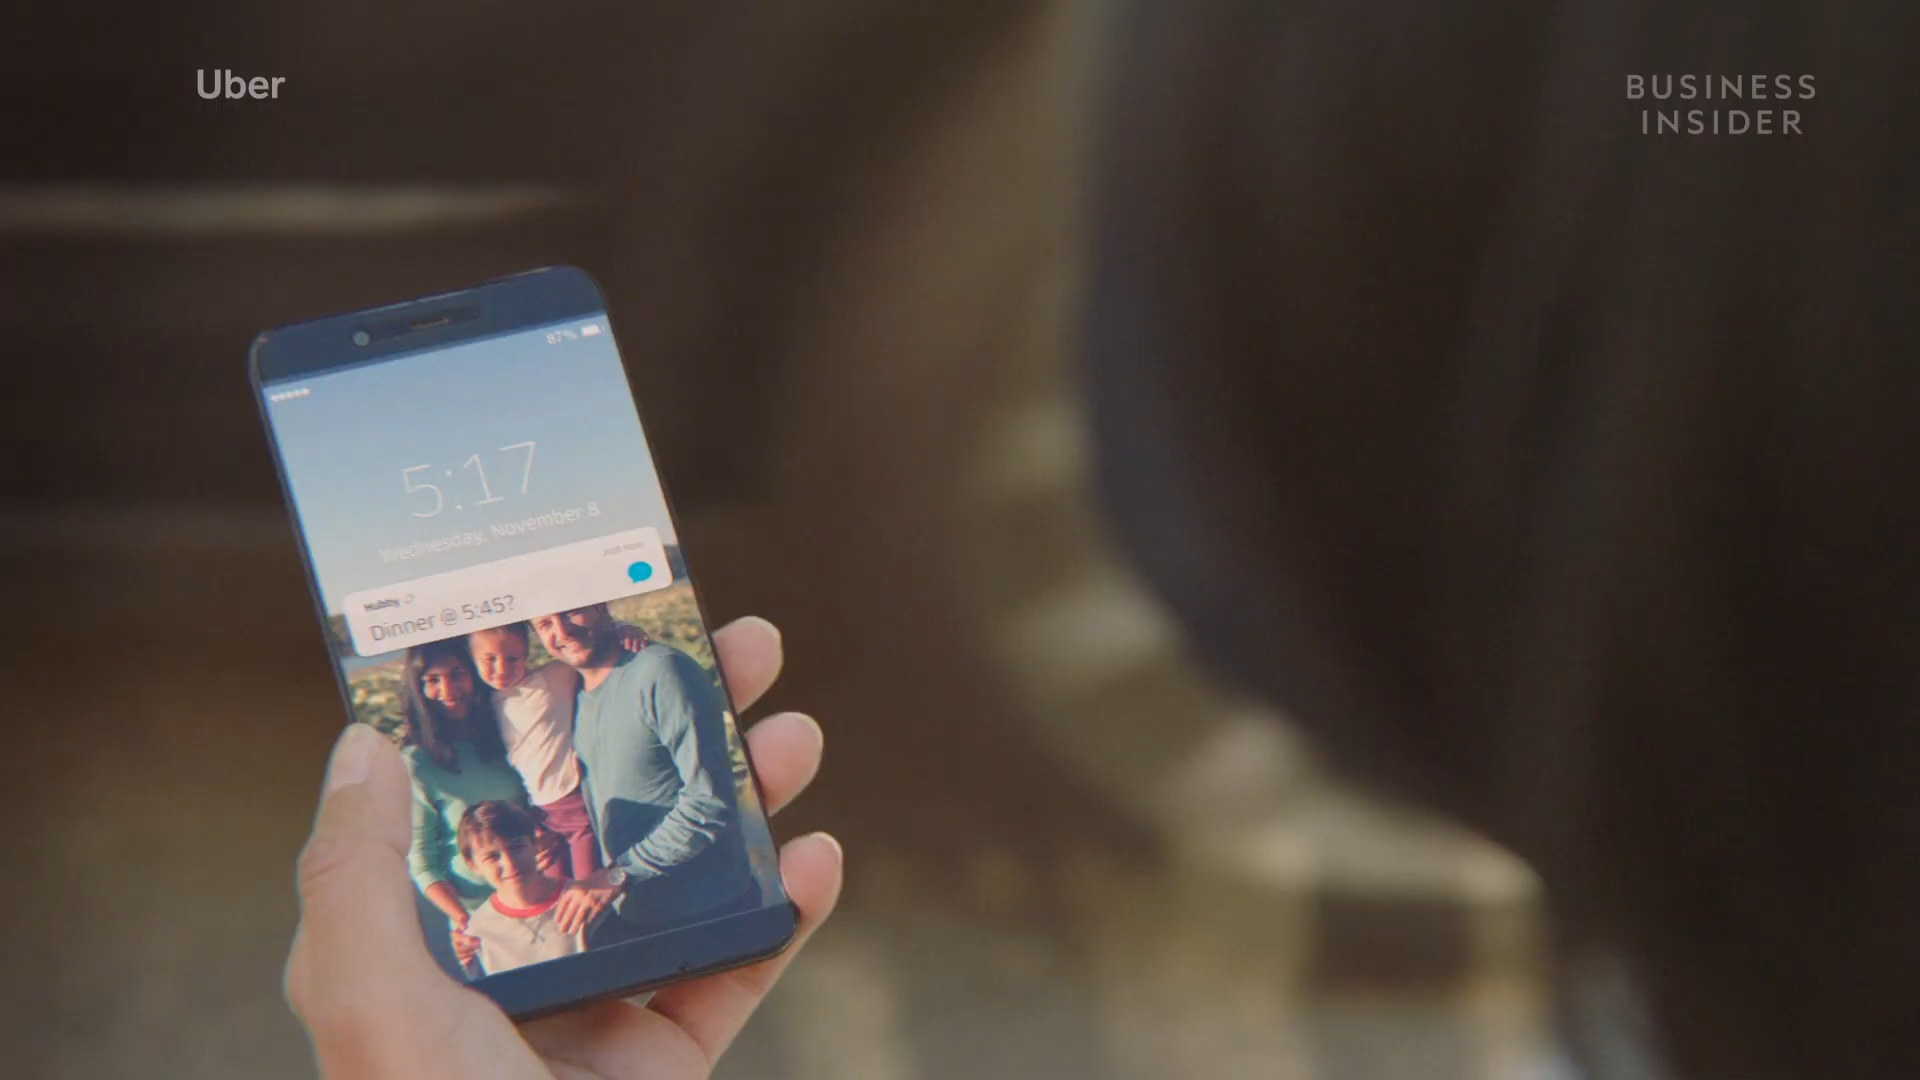 Uber
BUSINESS
INSIDER
87%
5:17
Wednesday, November 8
Just now
Hubby
Dinner @ 5:45?